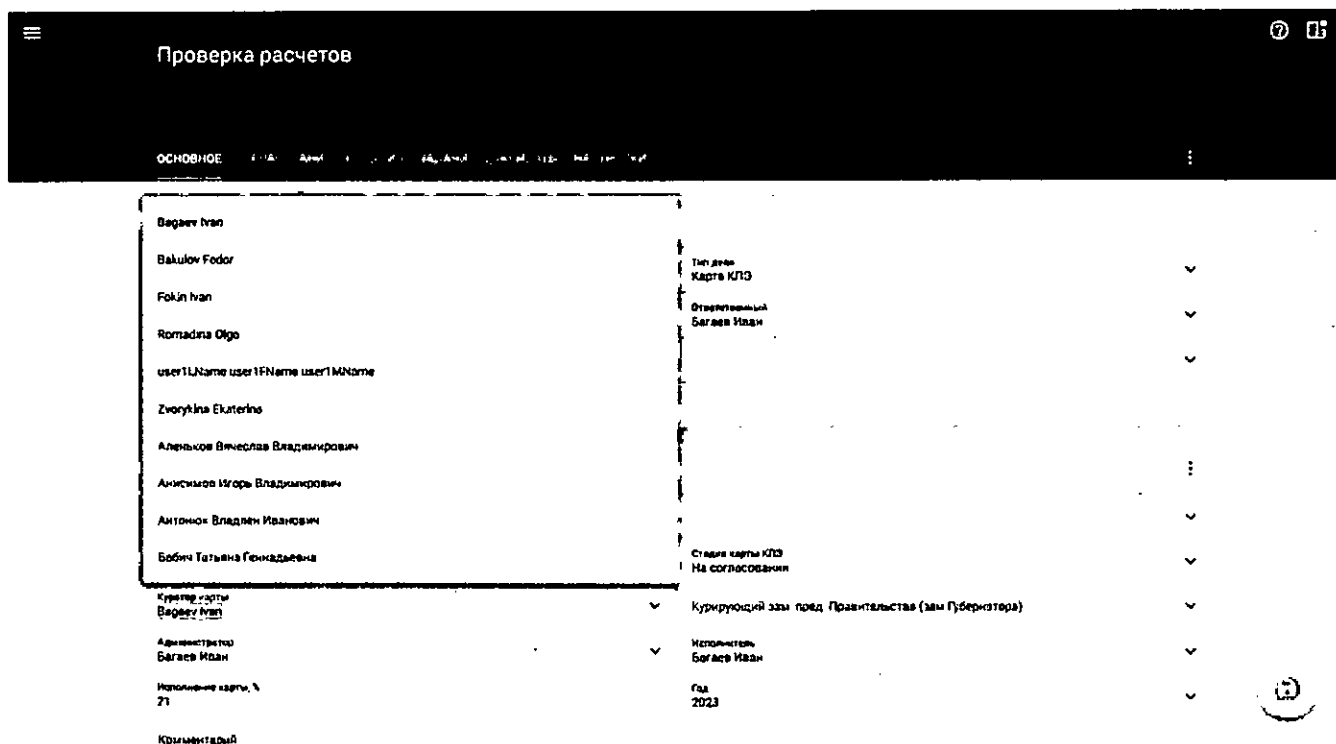 Проверка расчетов
ОСНОВНОЕ
Bagaev Ivan
Bakulov Fedor
Fokin Ivan
Romadina Olga
user1LName user1FName user1MName
Zvorykina Ekaterina
Аленьков Вячеслав Владимирович
Анисимов Игорь Владимирович
Антонюк Владлен Иванович
Бобич Татьяна Геннадьевна
Тип дела
Карта КПЭ
Ответственный
Багаев Иван
Стадия карты КПЭ
На согласовании
Куратор карты
Bagaev Ivan
Курирующий зам. пред. Правительства (зам Губернатора)
Администратор
Багаев Иван
Исполнитель
Багаев Иван
Исполнение карты, %
21
Год
2023
Комментарий